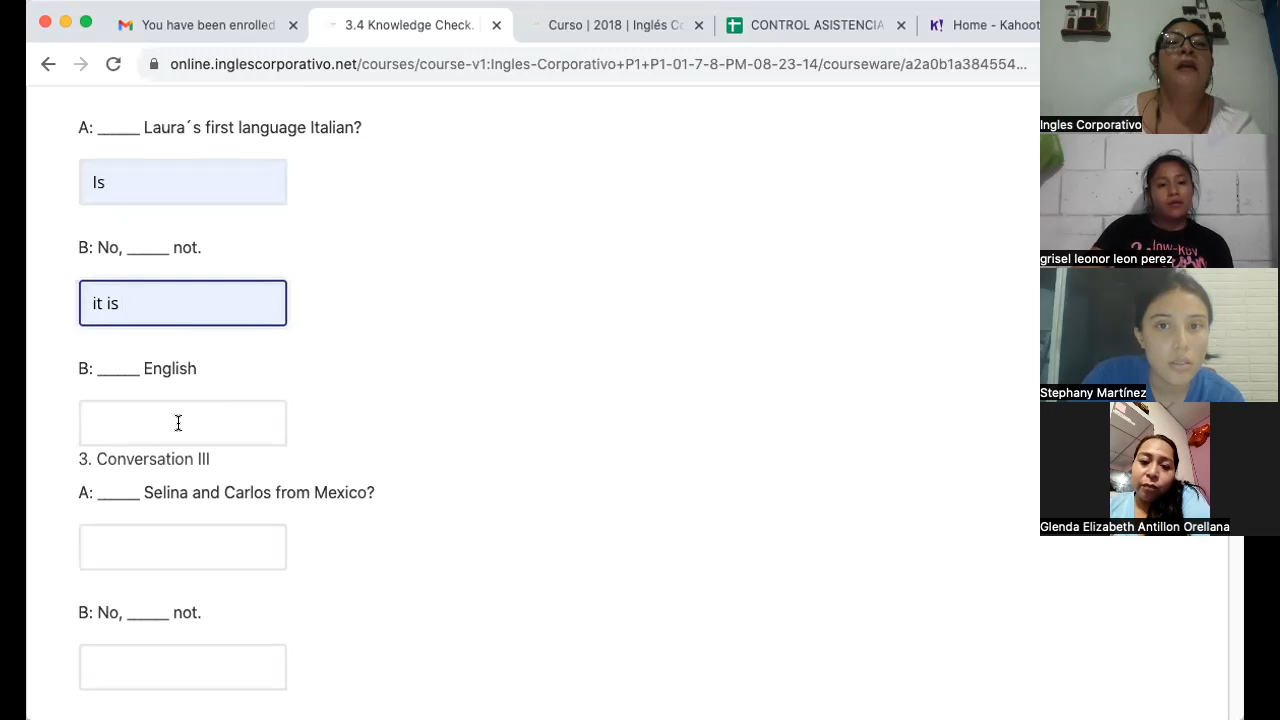 You have been enrolled
3.4 Knowledge Check.
Curso | 2018 | Inglés Co
CONTROL ASISTENCIA
K! Home - Kahoot
online.inglescorporativo.net/courses/course-v1:Ingles-Corporativo+P1+P1-01-7-8-PM-08-23-14/courseware/a2a0b1a384554...
A: _____ Laura´s first language Italian?
Is
B: No, _____ not.
it is
B: _____ English
3. Conversation III
A: _____ Selina and Carlos from Mexico?
B: No, _____ not.
Ingles Corporativo
low-key
grisel leonor leon perez
Stephany Martínez
Glenda Elizabeth Antillon Orellana